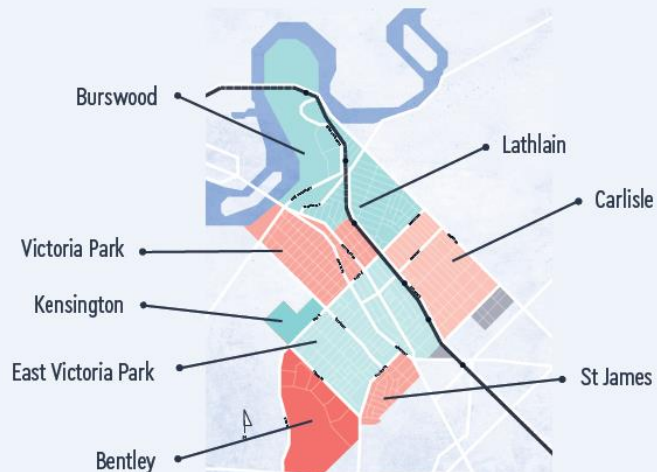 Burswood
Lathlain
Carlisle
Victoria Park
Kensington
East Victoria Park
St James
Bentley